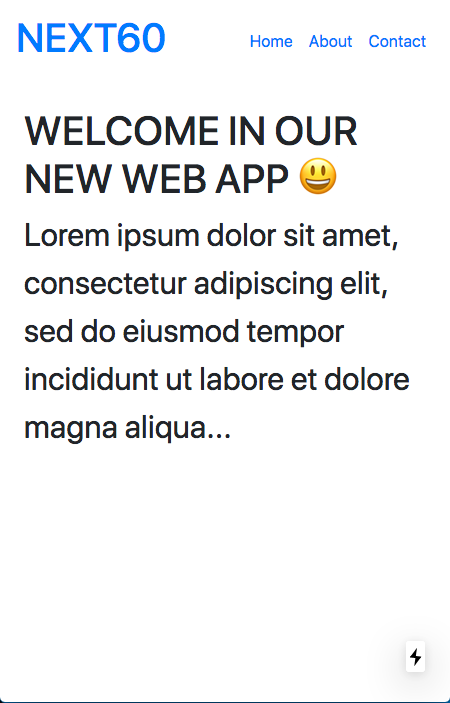 NEXT60
Home About Contact
WELCOME IN OUR
NEW WEB APP 😃
Lorem ipsum dolor sit amet,
consectetur adipiscing elit,
sed do eiusmod tempor
incididunt ut labore et dolore
magna aliqua...